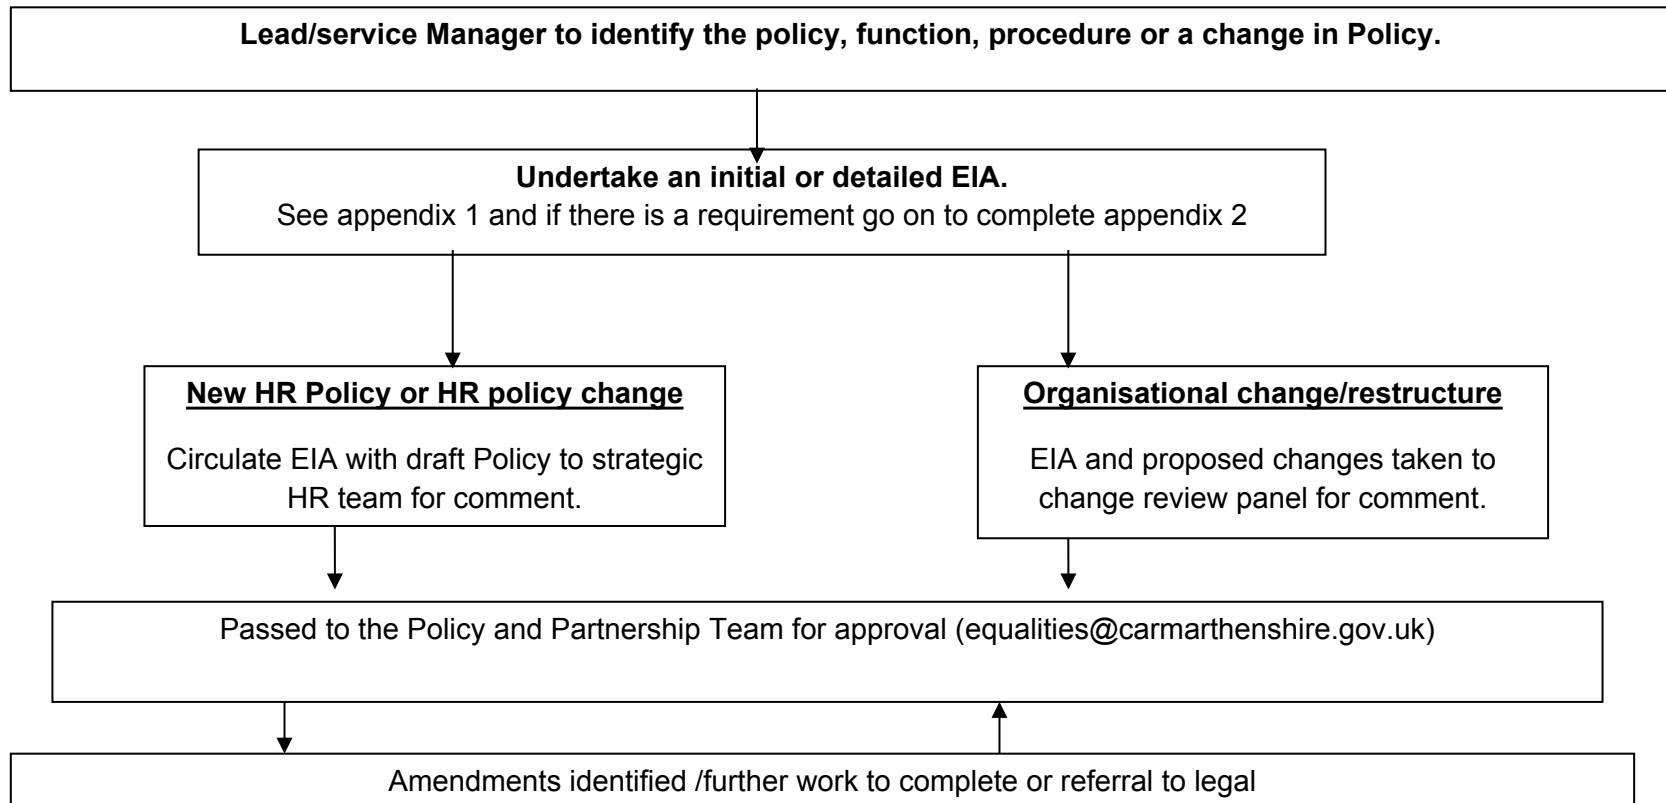 Lead/service Manager to identify the policy, function, procedure or a change in Policy.
Undertake an initial or detailed EIA.
See appendix 1 and if there is a requirement go on to complete appendix 2
New HR Policy or HR policy change
Circulate EIA with draft Policy to strategic
HR team for comment.
Organisational change/restructure
EIA and proposed changes taken to
change review panel for comment.
Passed to the Policy and Partnership Team for approval (equalities@carmarthenshire.gov.uk)
Amendments identified /further work to complete or referral to legal